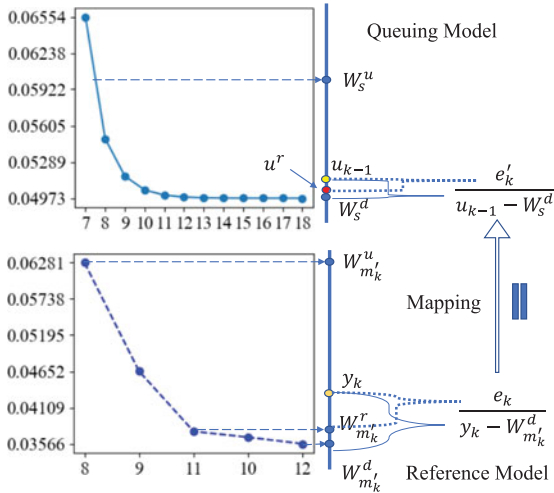 0.06554
0.06238
0.05922
0.05605
0.05289
0.04973
7 8 9 10 11 12 13 14 15 16 17 18
Queuing Model
W_s^u
u^r
u_{k-1}
W_s^d
e'_k
u_{k-1} − W_s^d
Mapping
0.06281
0.05738
0.05195
0.04652
0.04109
0.03566
8 9 11 10 12
W_{m'_k}^u
y_k
W_{m'_k}^r
W_{m'_k}^d
e_k
y_k − W_{m'_k}^d
Reference Model